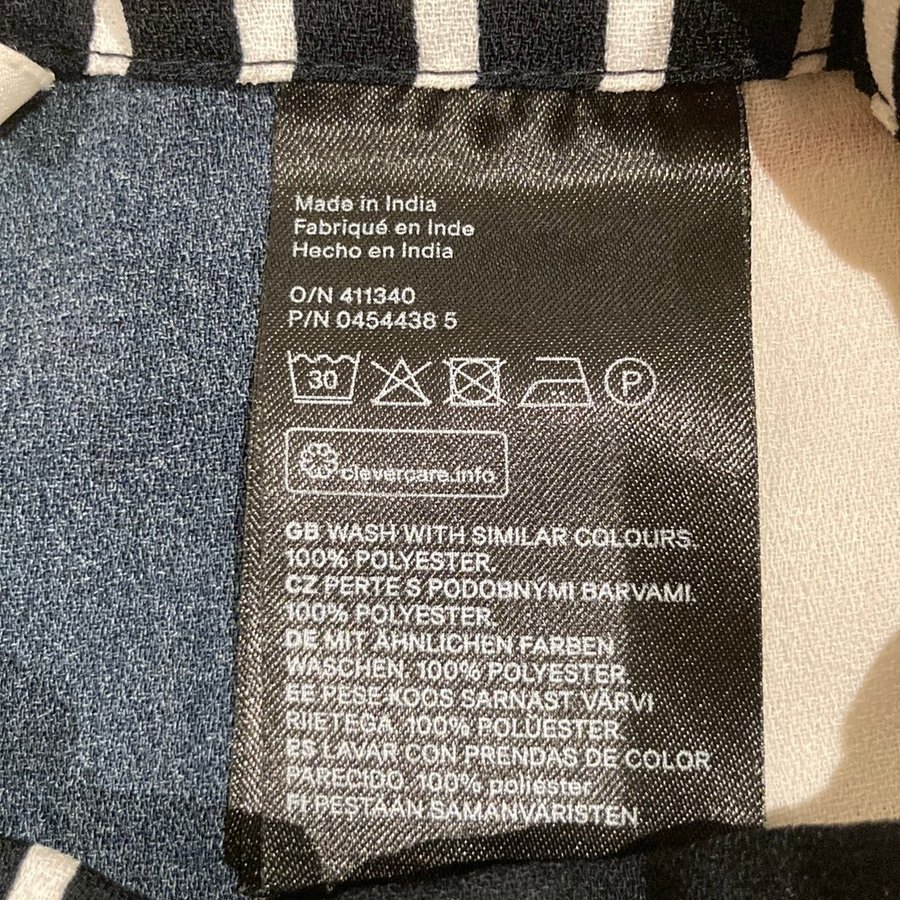 Made in India
Fabriqué en Inde
Hecho en India
O/N 411340
P/N 0454438 5
30
P
clevercare.info
GB WASH WITH SIMILAR COLOURS.
100% POLYESTER.
CZ PERTE S PODOBNYMI BARVAMI.
100% POLYESTER.
DE MIT ÄHNLICHEN FARBEN
WASCHEN, 100% POLYESTER.
EE PESE KOOS SARNAST VÄRVI
RIIETEGA, 100% POLÜESTER
ES LAVAR CON PRENDAS DE COLOR
PARECIDO, 100% poliéster
FI PESTÄÄN SAMANVÄRISTEN